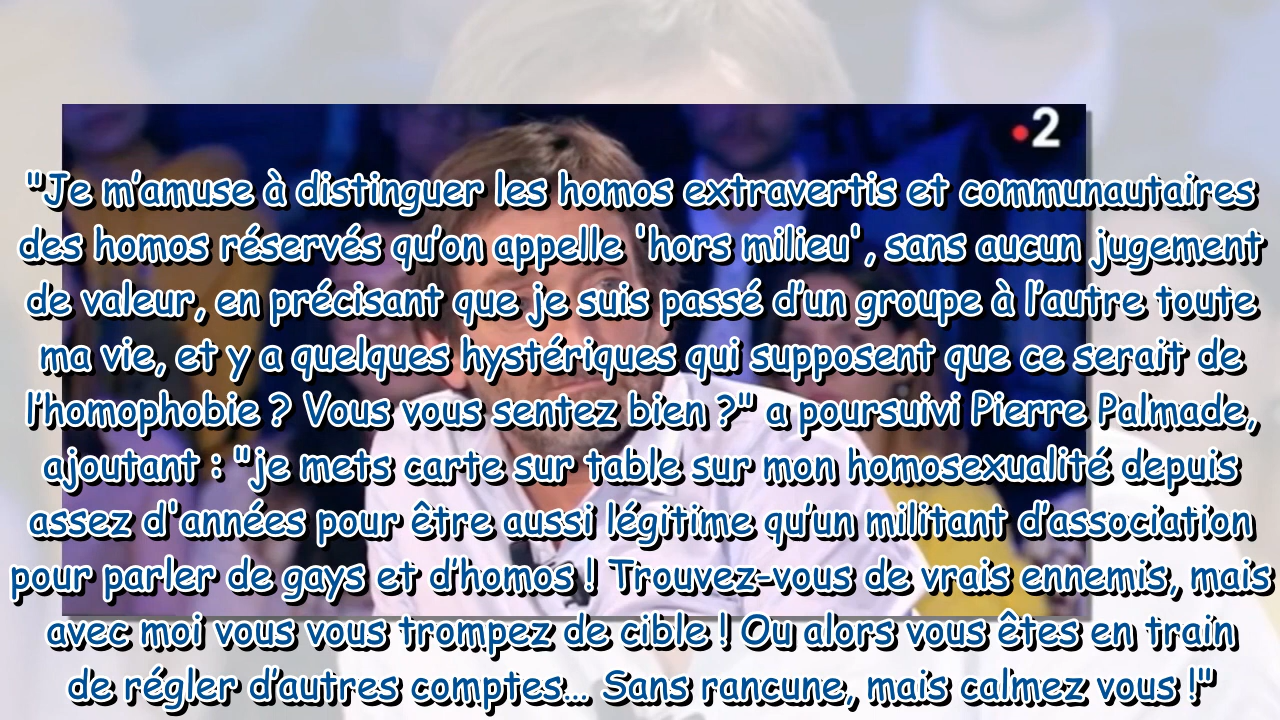 2
"Je m'amuse à distinguer les homos extravertis et communautaires
des homos réservés qu'on appelle 'hors milieu', sans aucun jugement
de valeur, en précisant que je suis passé d'un groupe à l'autre toute
ma vie, et y a quelques hystériques qui supposent que ce serait de
l'homophobie ? Vous vous sentez bien ?" a poursuivi Pierre Palmade,
ajoutant : "je mets carte sur table sur mon homosexualité depuis
assez d'années pour être aussi légitime qu'un militant d'association
pour parler de gays et d'homos ! Trouvez-vous de vrais ennemis, mais
avec moi vous vous trompez de cible ! Ou alors vous êtes en train
de régler d'autres comptes... Sans rancune, mais calmez vous !"